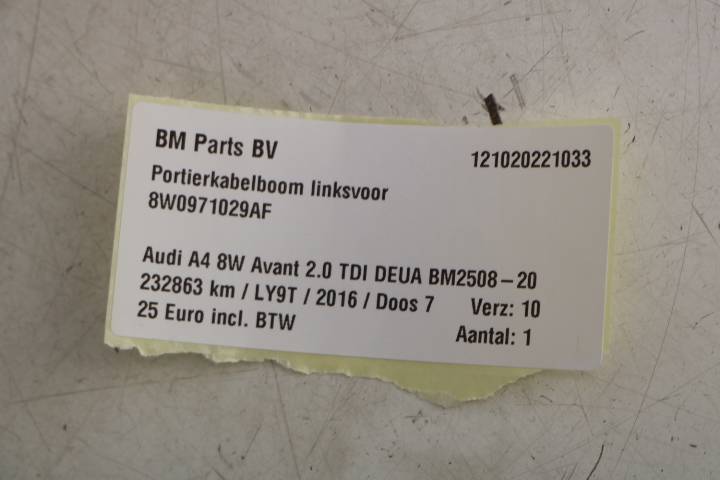 BM Parts BV 121020221033
Portierkabelboom linksvoor
8W0971029AF
Audi A4 8W Avant 2.0 TDI DEUA BM2508-20
232863 km / LY9T / 2016 / Doos 7 Verz: 10
25 Euro incl. BTW Aantal: 1